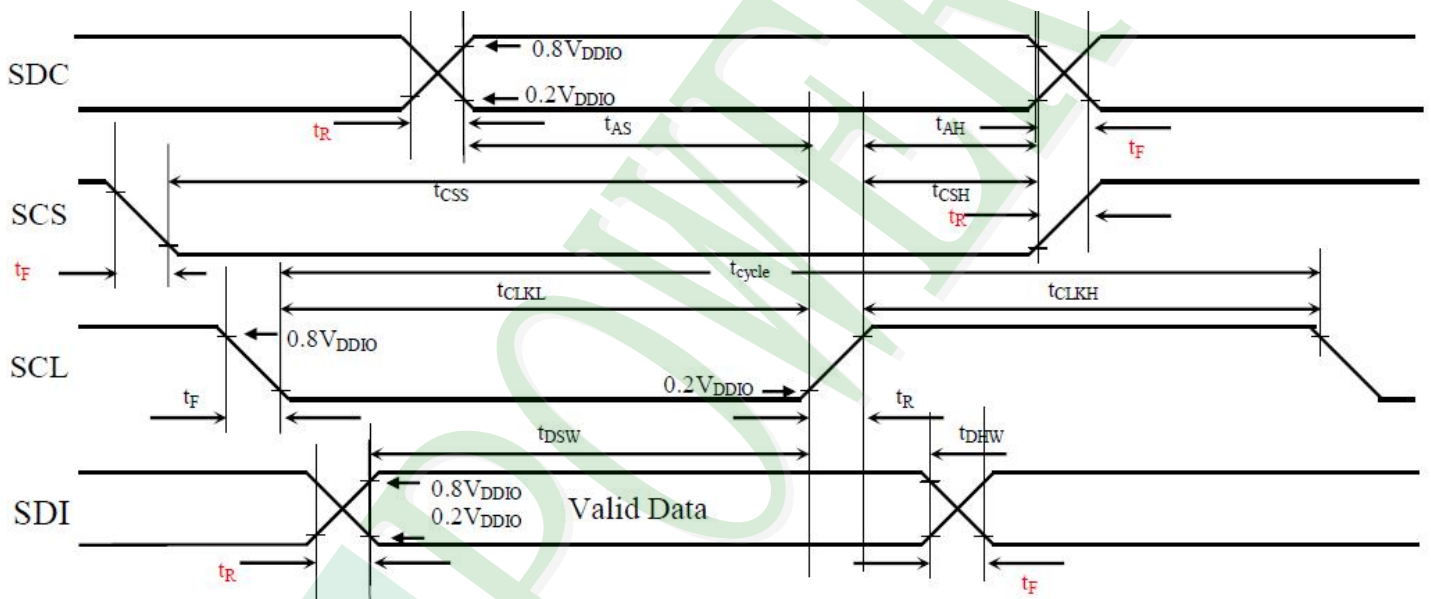 SDC
0.8VDDIO
0.2VDDIO
tR
tAS
tAH
tF
SCS
tCSS
tCSH
tR
tF
tcycle
tCLKL
tCLKH
SCL
0.8VDDIO
0.2VDDIO
tF
tR
tDSW
tDHW
SDI
0.8VDDIO
0.2VDDIO
Valid Data
tR
tF